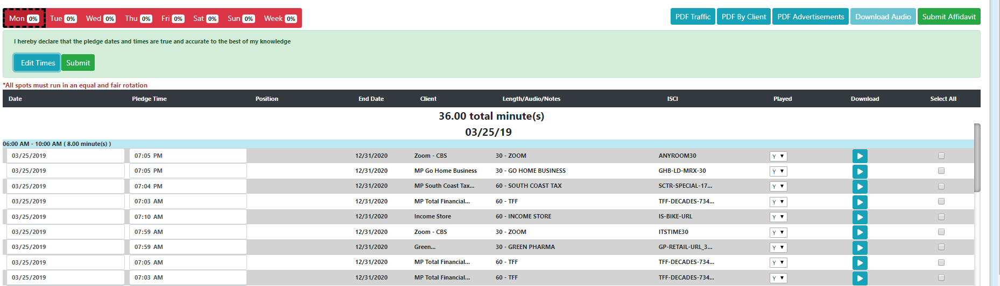 Mon 0% Tue 0% Wed 0% Thu 0% Fri 0% Sat 0% Sun 0% Week 0% PDF Traffic PDF By Client PDF Advertisements Download Audio Submit Affidavit
I hereby declare that the pledge dates and times are true and accurate to the best of my knowledge
Edit Times Submit
*All spots must run in an equal and fair rotation
Date Pledge Time Position End Date Client Length/Audio/Notes ISCI Played Download Select All
36.00 total minute(s)
03/25/19
06:00 AM - 10:00 AM ( 8.00 minute(s) )
03/25/2019 07:05 PM 12/31/2020 Zoom - CBS 30 - ZOOM ANYROOM30 Y
03/25/2019 07:05 PM 12/31/2020 MP Go Home Business 30 - GO HOME BUSINESS GHB-LD-MRX-30 Y
03/25/2019 07:04 PM 12/31/2020 MP South Coast Tax... 60 - SOUTH COAST TAX SCTR-SPECIAL-17... Y
03/25/2019 07:03 AM 12/31/2020 MP Total Financial... 60 - TFF TFF-DECADES-734... Y
03/25/2019 07:10 AM 12/31/2020 Income Store 60 - INCOME STORE IS-BIKE-URL Y
03/25/2019 07:59 AM 12/31/2020 Zoom - CBS 30 - ZOOM ITSTIME30 Y
03/25/2019 07:59 AM 12/31/2020 Green... 30 - GREEN PHARMA GP-RETAIL-URL_3... Y
03/25/2019 07:05 AM 12/31/2020 MP Total Financial... 60 - TFF TFF-DECADES-734... Y
03/25/2019 07:03 AM 12/31/2020 MP Total Financial... 60 - TFF TFF-DECADES-734... Y